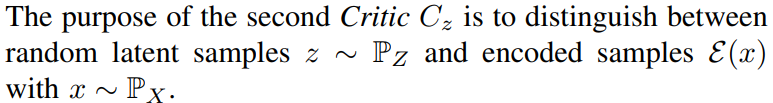 The purpose of the second Critic C_z is to distinguish between
random latent samples z ∼ ℙ_Z and encoded samples ℰ(x)
with x ∼ ℙ_X.